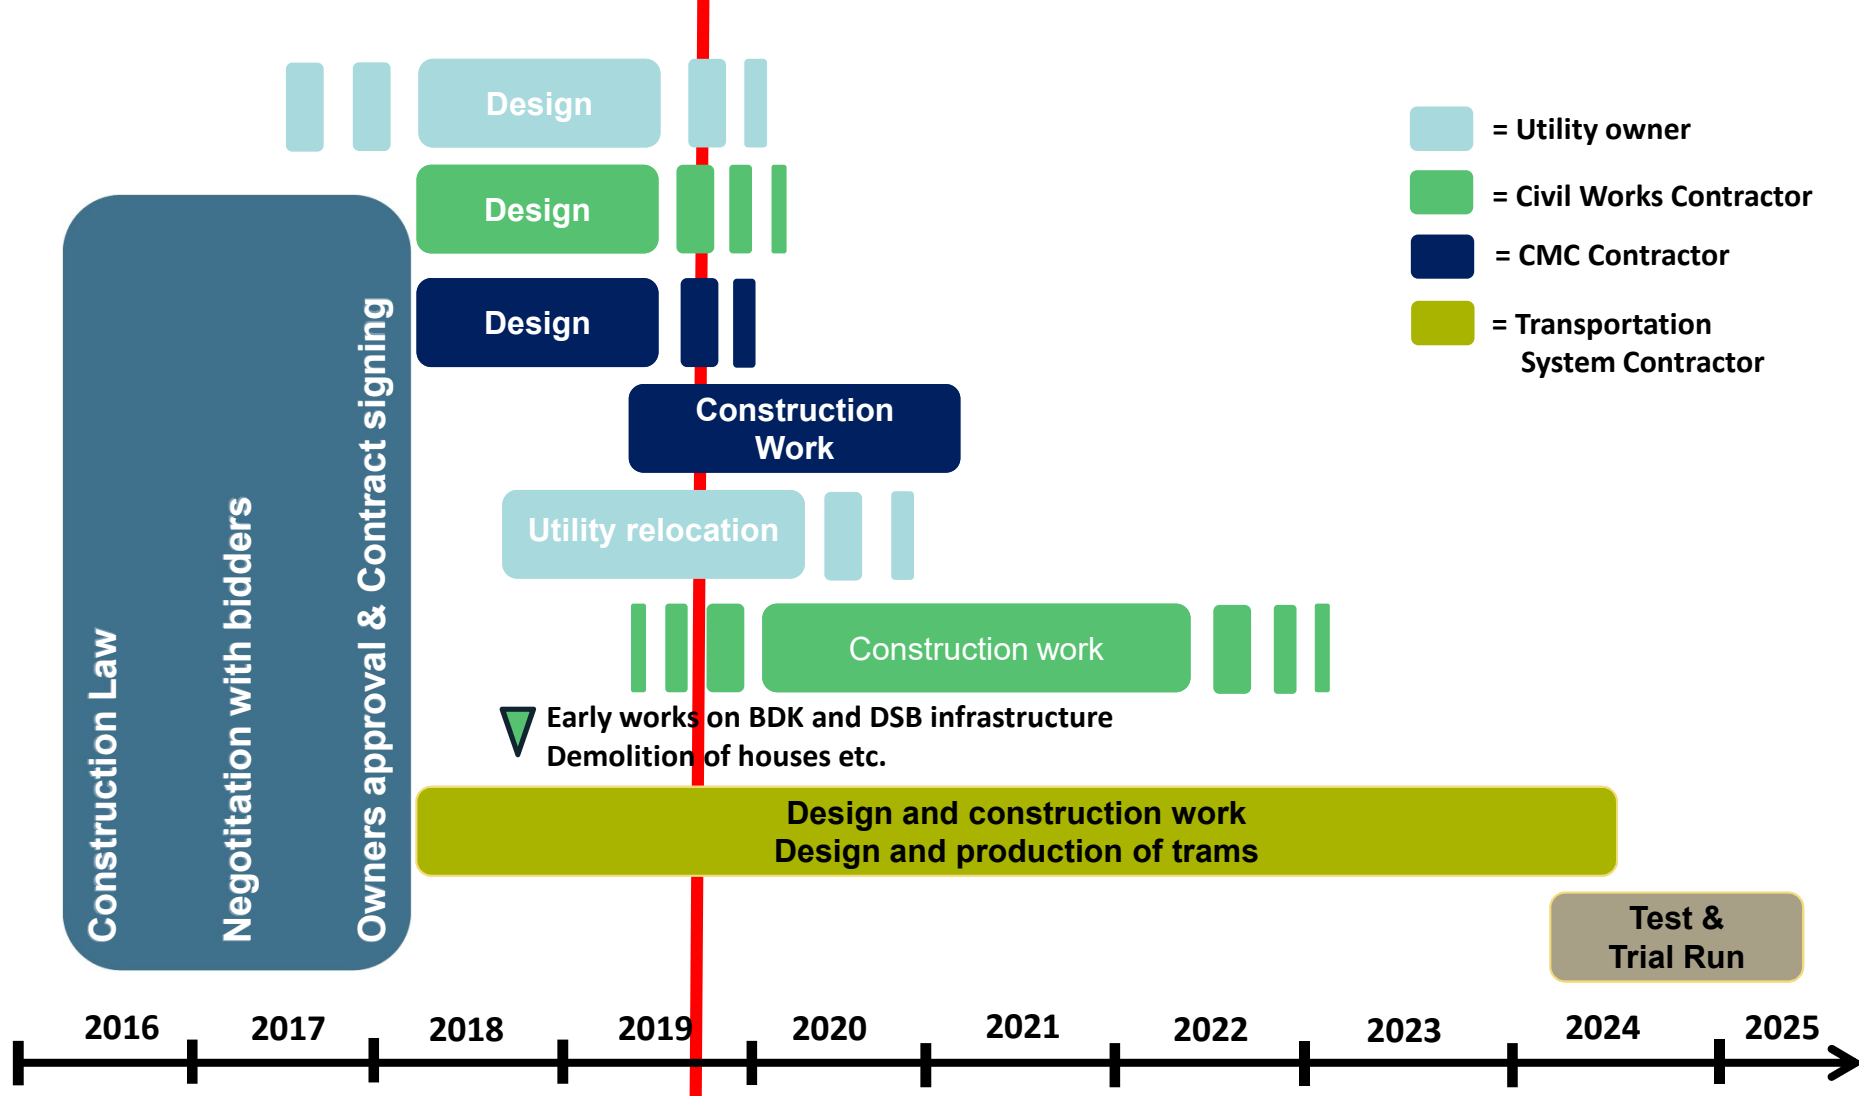 Design
= Utility owner
Design
= Civil Works Contractor
Design
= CMC Contractor
= Transportation
System Contractor
Construction Law
Negotitation with bidders
Owners approval & Contract signing
Construction
Work
Utility relocation
Construction work
Early works on BDK and DSB infrastructure
Demolition of houses etc.
Design and construction work
Design and production of trams
Test &
Trial Run
2016 2017 2018 2019 2020 2021 2022 2023 2024 2025